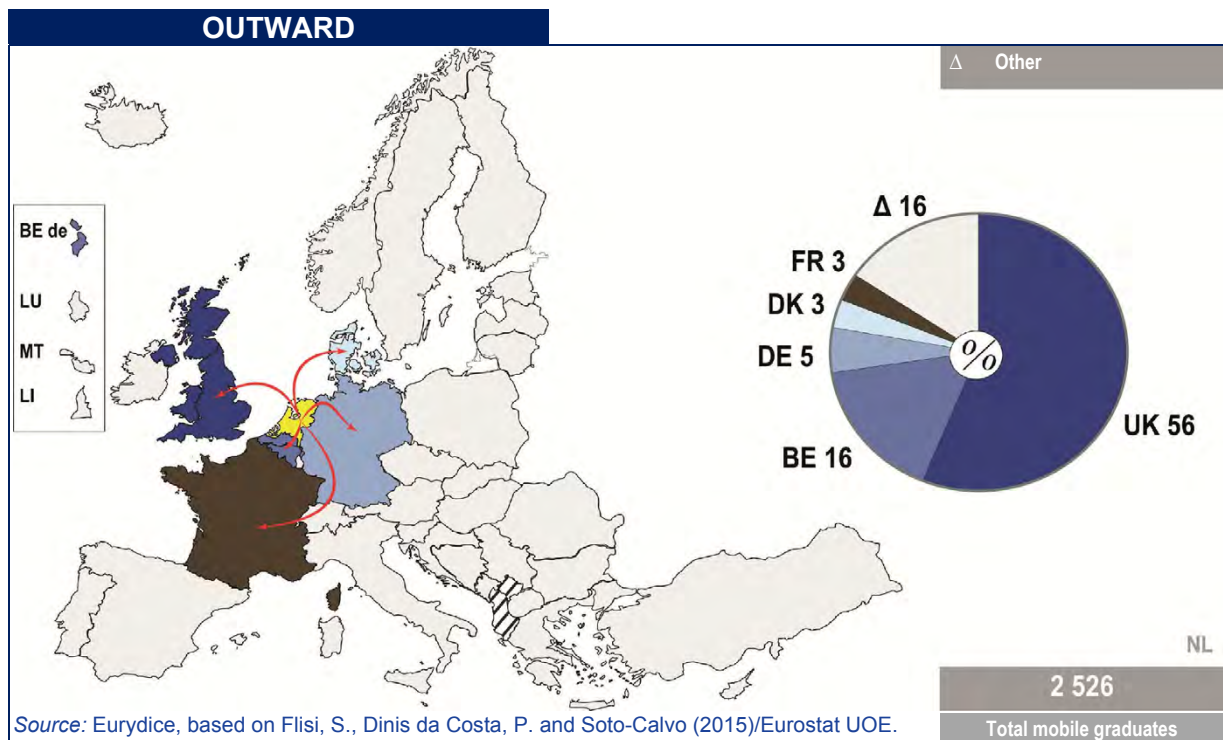 OUTWARD
Δ Other
BE de
LU
MT
LI
Δ 16
FR 3
DK 3
DE 5
BE 16
UK 56
%
NL
2 526
Total mobile graduates
Source: Eurydice, based on Flisi, S., Dinis da Costa, P. and Soto-Calvo (2015)/Eurostat UOE.